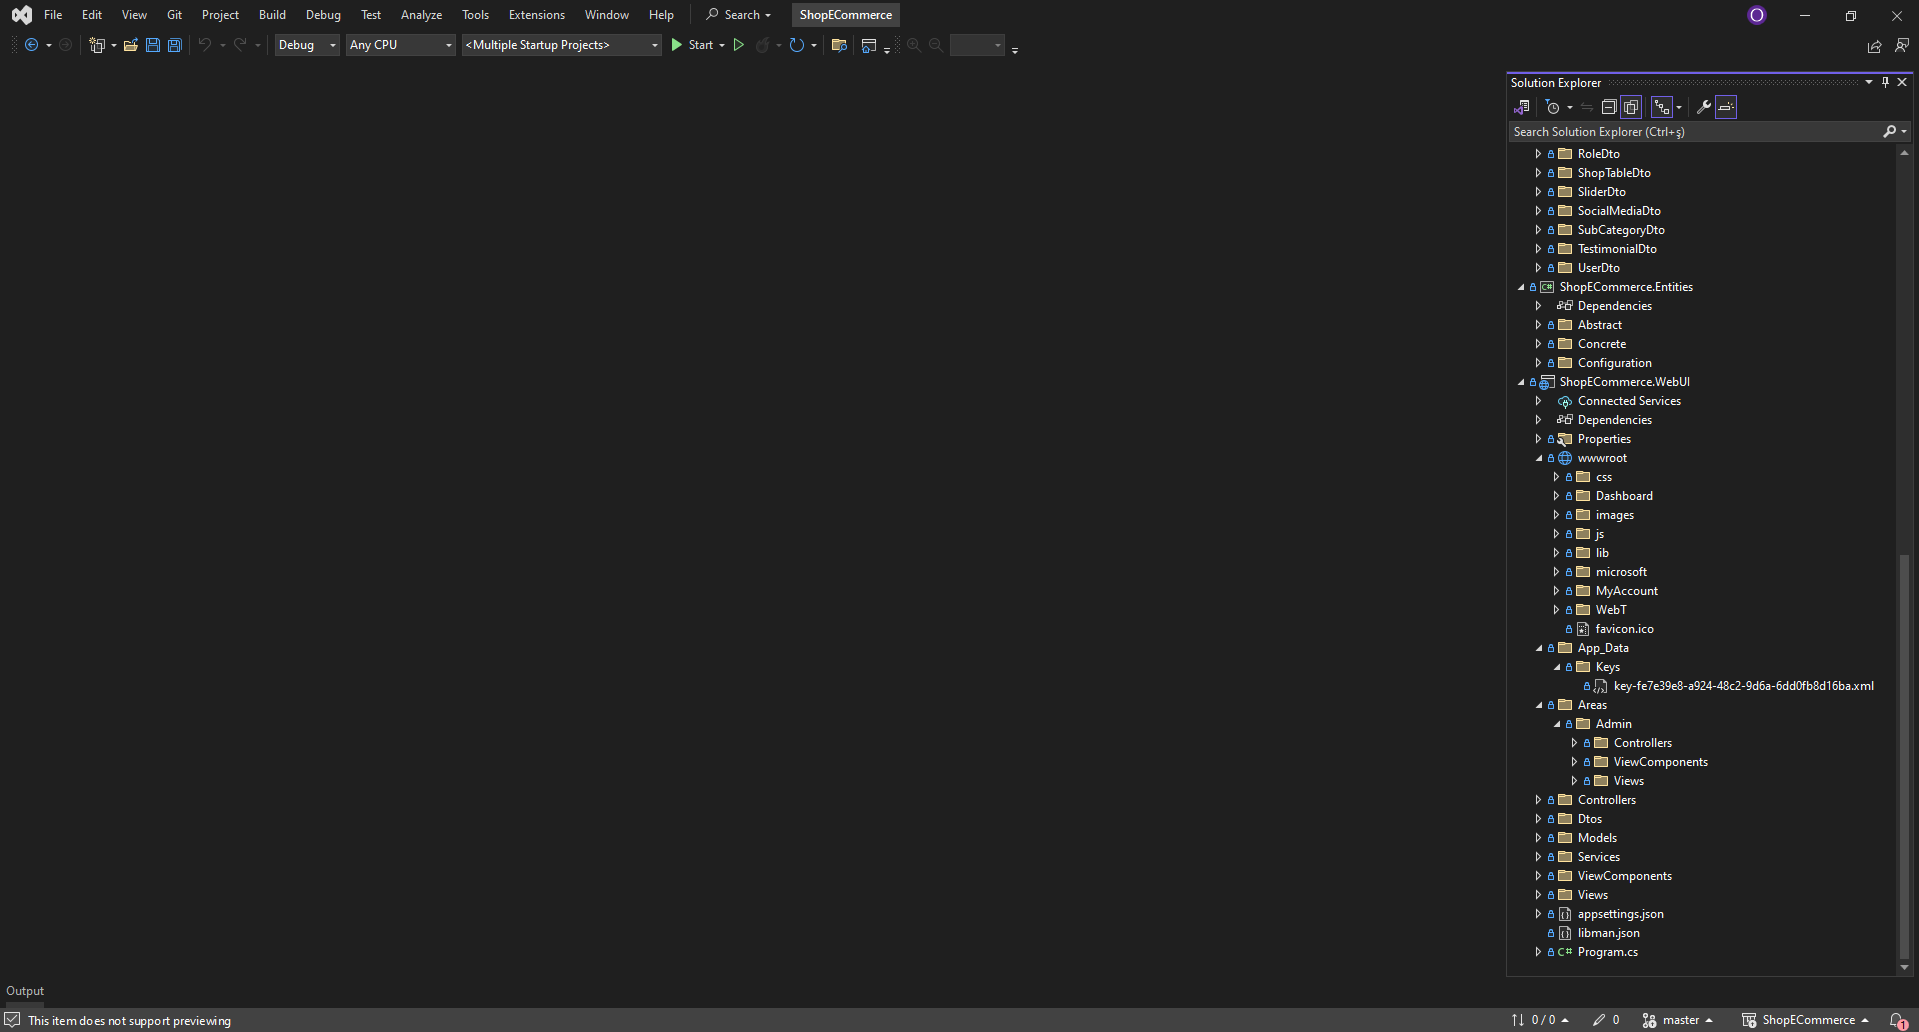 File Edit View Git Project Build Debug Test Analyze Tools Extensions Window Help Search ShopECommerce O
Debug Any CPU <Multiple Startup Projects> Start
Solution Explorer
Search Solution Explorer (Ctrl+ş)
RoleDto
ShopTableDto
SliderDto
SocialMediaDto
SubCategoryDto
TestimonialDto
UserDto
C# ShopECommerce.Entities
Dependencies
Abstract
Concrete
Configuration
ShopECommerce.WebUI
Connected Services
Dependencies
Properties
wwwroot
css
Dashboard
images
js
lib
microsoft
MyAccount
WebT
favicon.ico
App_Data
Keys
key-fe7e39e8-a924-48c2-9d6a-6dd0fb8d16ba.xml
Areas
Admin
Controllers
ViewComponents
Views
Controllers
Dtos
Models
Services
ViewComponents
Views
appsettings.json
libman.json
C# Program.cs
Output
This item does not support previewing 0 / 0 0 master ShopECommerce 1